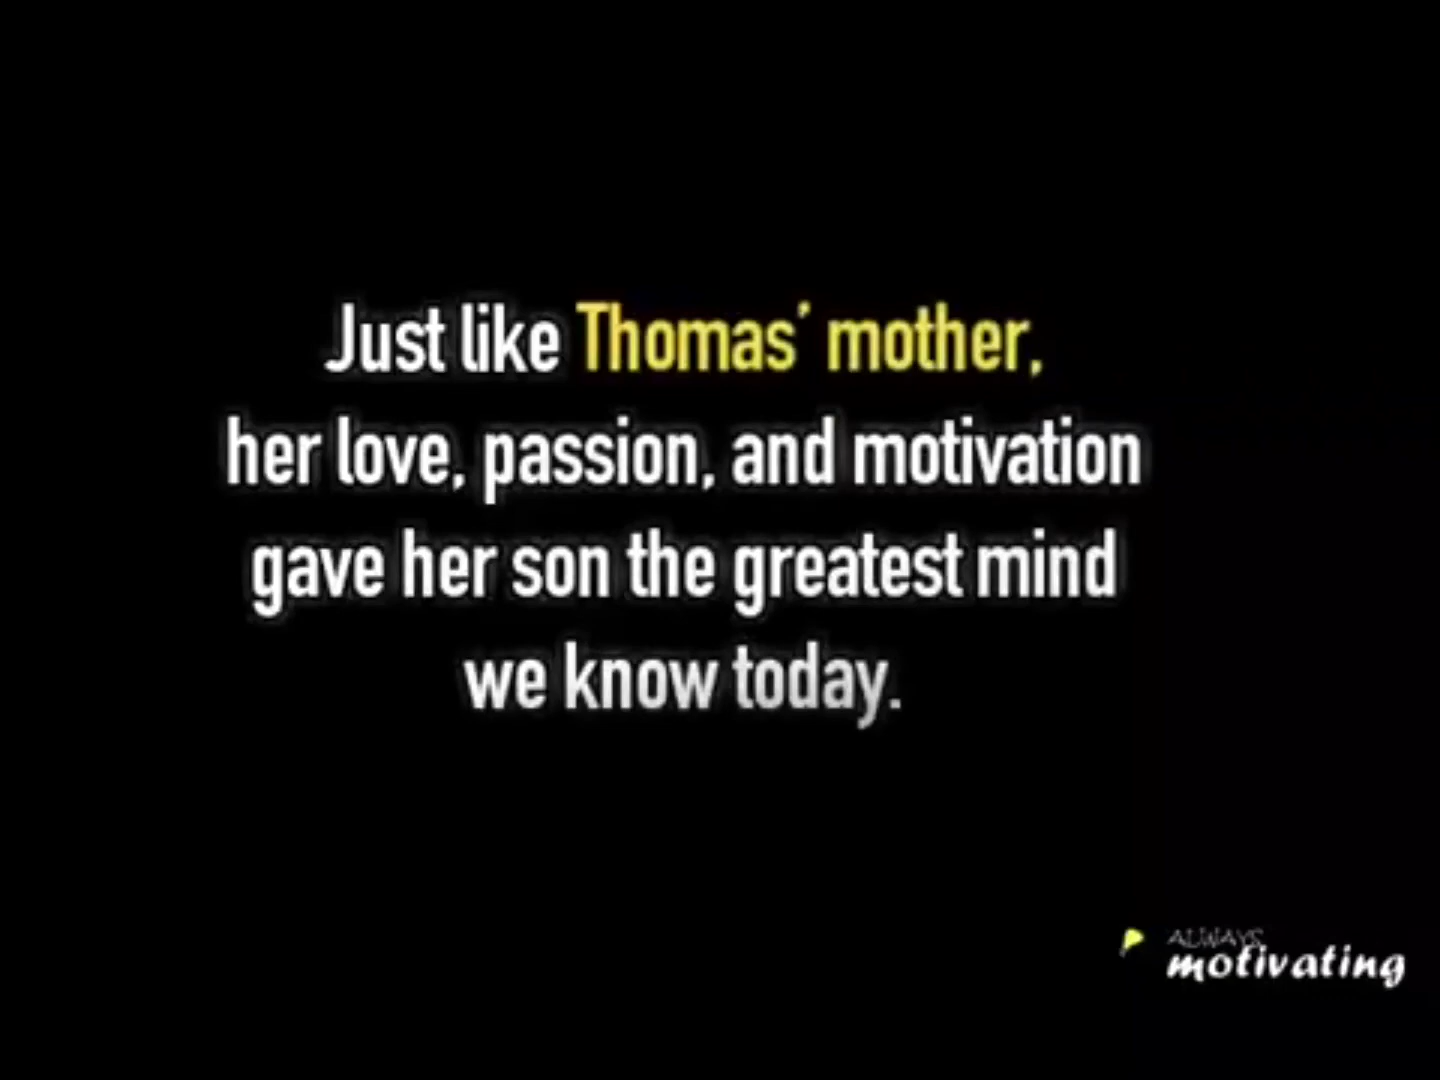 Just like Thomas' mother,
her love, passion, and motivation
gave her son the greatest mind
we know today.
ALWAYS
motivating